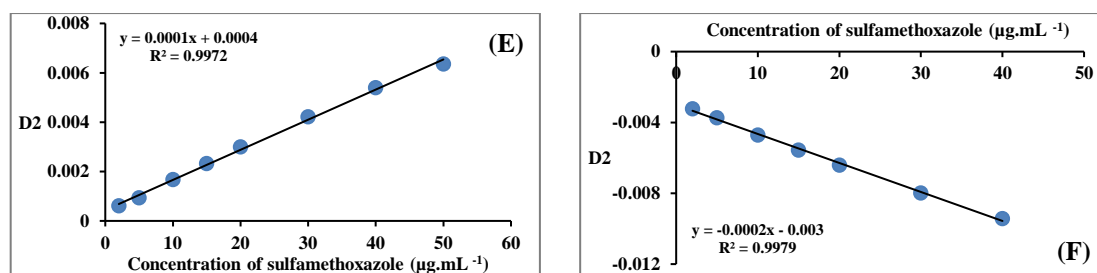 0.008
y = 0.0001x + 0.0004
R² = 0.9972
(E)
0.006
D2
0.004
0.002
0
0 10 20 30 40 50 60
Concentration of sulfamethoxazole (µg.mL -1)
Concentration of sulfamethoxazole (µg.mL -1)
0 10 20 30 40 50
0
-0.004
D2
-0.008
y = -0.0002x - 0.003
R² = 0.9979
(F)
-0.012